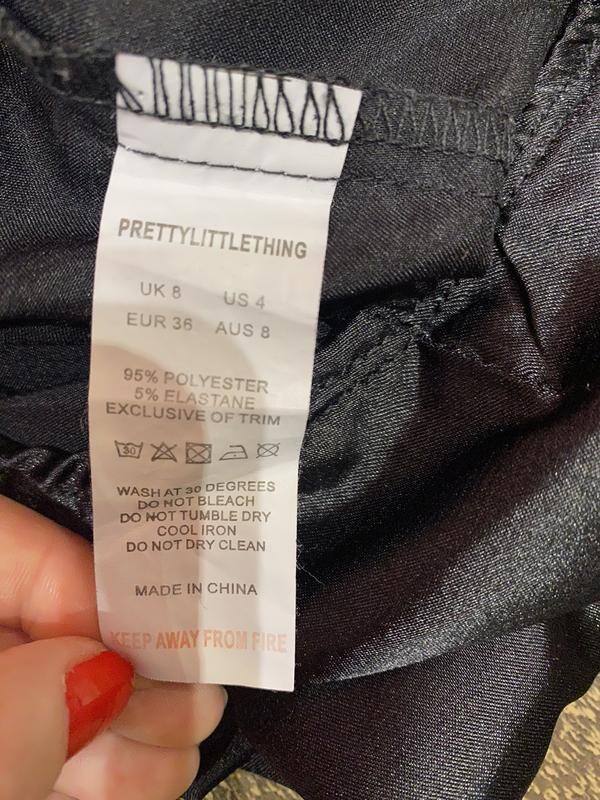 PRETTYLITTLETHING
UK 8 US 4
EUR 36 AUS 8
95% POLYESTER
5% ELASTANE
EXCLUSIVE OF TRIM
30
WASH AT 30 DEGREES
DO NOT BLEACH
DO NOT TUMBLE DRY
COOL IRON
DO NOT DRY CLEAN
MADE IN CHINA
KEEP AWAY FROM FIRE